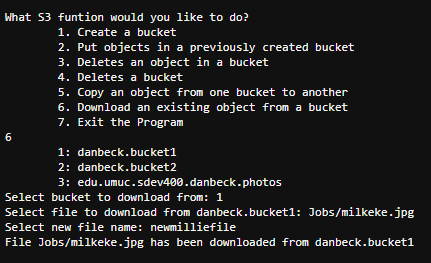 What S3 funtion would you like to do?
1. Create a bucket
2. Put objects in a previously created bucket
3. Deletes an object in a bucket
4. Deletes a bucket
5. Copy an object from one bucket to another
6. Download an existing object from a bucket
7. Exit the Program
6
1: danbeck.bucket1
2: danbeck.bucket2
3: edu.umuc.sdev400.danbeck.photos
Select bucket to download from: 1
Select file to download from danbeck.bucket1: Jobs/milkeke.jpg
Select new file name: newmilliefile
File Jobs/milkeke.jpg has been downloaded from danbeck.bucket1